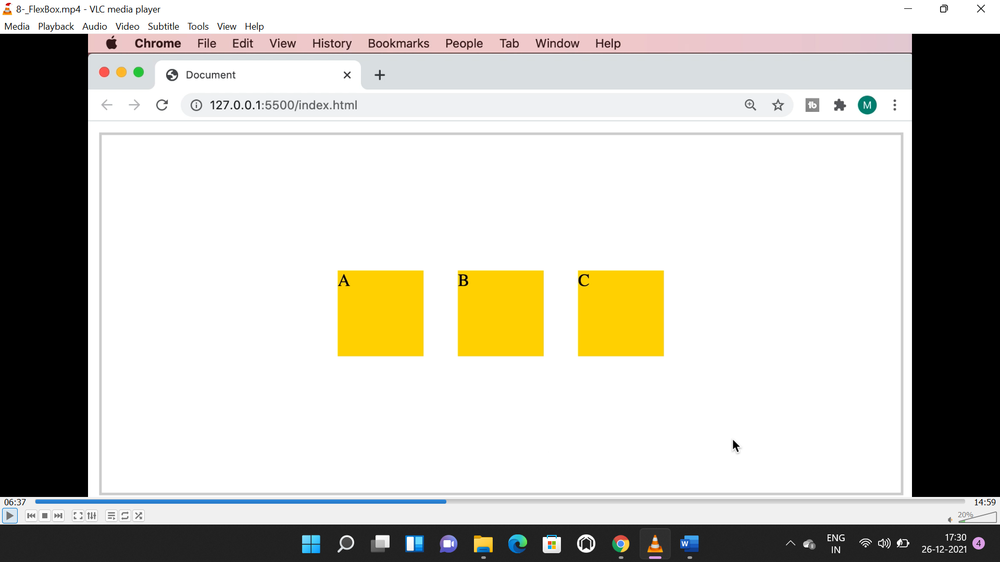 8-_FlexBox.mp4 - VLC media player
Media Playback Audio Video Subtitle Tools View Help
Chrome File Edit View History Bookmarks People Tab Window Help
Document
127.0.0.1:5500/index.html
M
A B C
06:37 14:59
20%
ENG
IN
17:30
26-12-2021
4
W